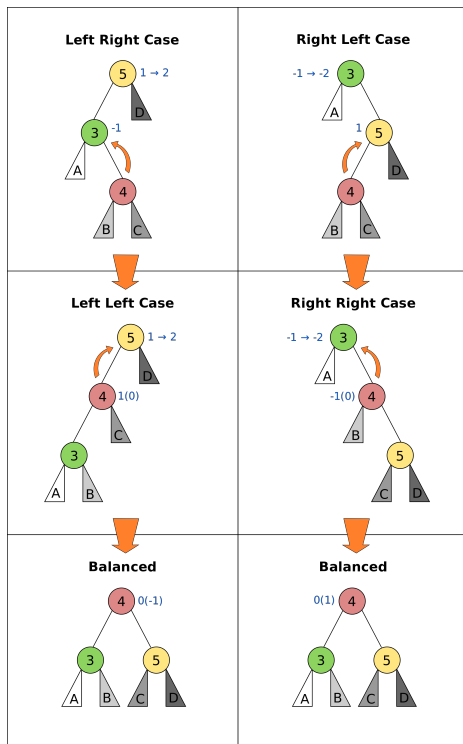 Left Right Case
5 1 → 2
D
3 -1
A
4
B C
Right Left Case
-1 → -2 3
A
1 5
D
4
B C
Left Left Case
5 1 → 2
D
4 1(0)
C
3
A B
Right Right Case
-1 → -2 3
A
-1(0) 4
B
5
C D
Balanced
4 0(-1)
3 5
A B C D
Balanced
0(1) 4
3 5
A B C D